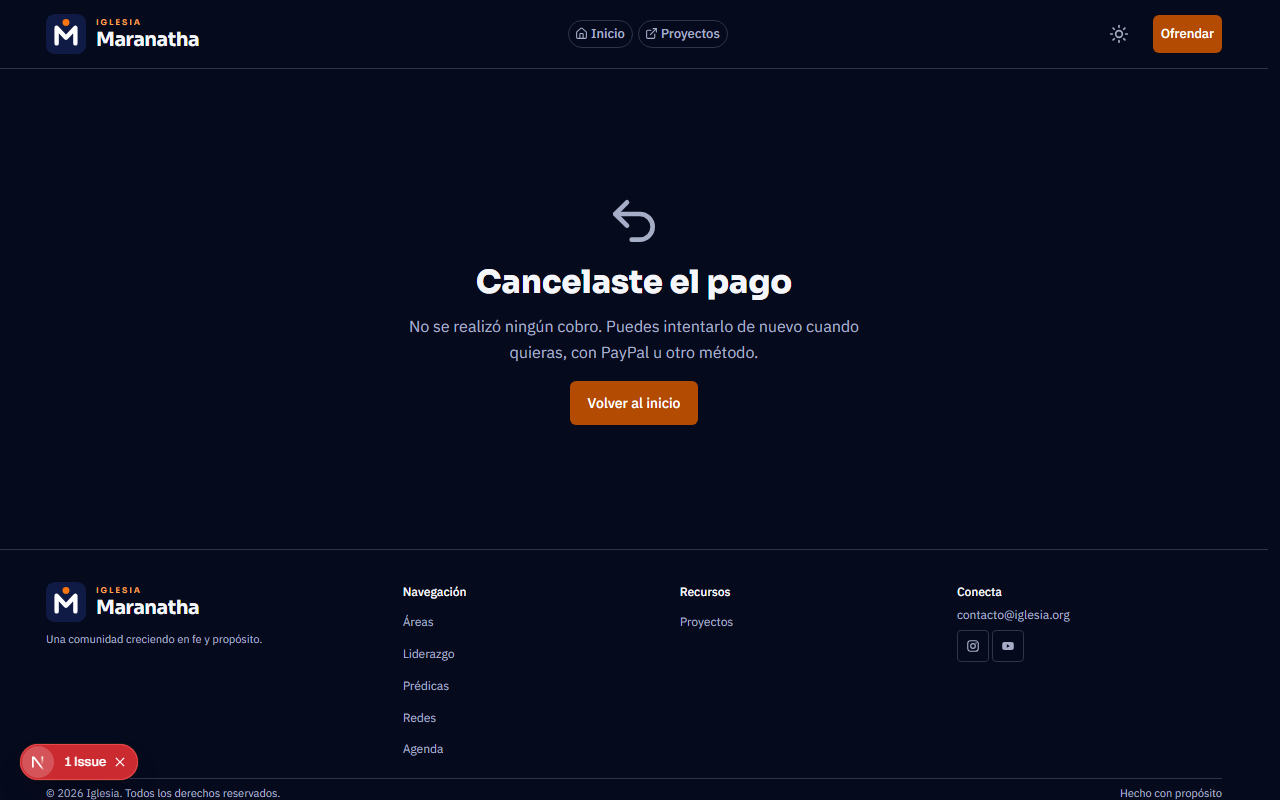 IGLESIA
Maranatha
Inicio
Proyectos
Ofrendar
Cancelaste el pago
No se realizó ningún cobro. Puedes intentarlo de nuevo cuando
quieras, con PayPal u otro método.
Volver al inicio
IGLESIA
Maranatha
Una comunidad creciendo en fe y propósito.
Navegación
Áreas
Liderazgo
Prédicas
Redes
Agenda
Recursos
Proyectos
Conecta
contacto@iglesia.org
1 Issue
© 2026 Iglesia. Todos los derechos reservados.
Hecho con propósito